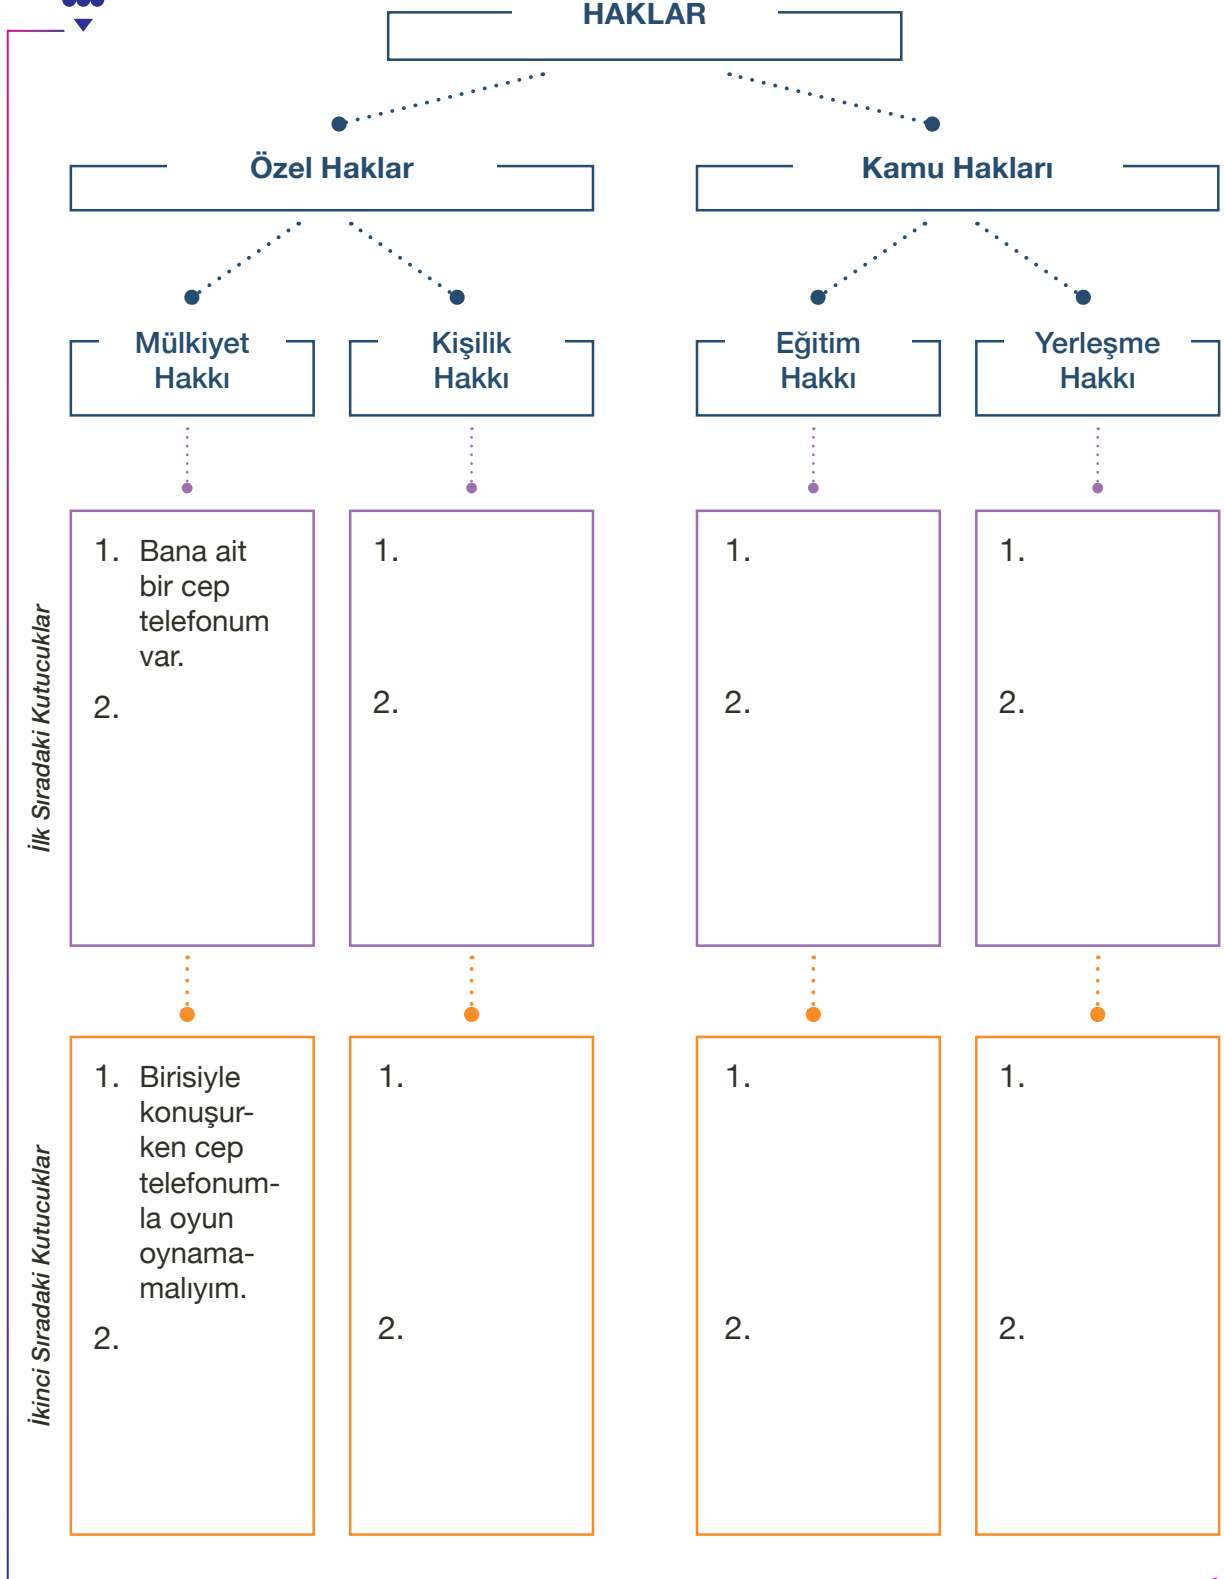 HAKLAR
Özel Haklar
Kamu Hakları
Mülkiyet
Hakkı
Kişilik
Hakkı
Eğitim
Hakkı
Yerleşme
Hakkı
İlk Sıradaki Kutucuklar
1. Bana ait
bir cep
telefonum
var.
2.
1.
2.
1.
2.
1.
2.
İkinci Sıradaki Kutucuklar
1. Birisiyle
konuşur-
ken cep
telefonum-
la oyun
oynama-
malıyım.
2.
1.
2.
1.
2.
1.
2.